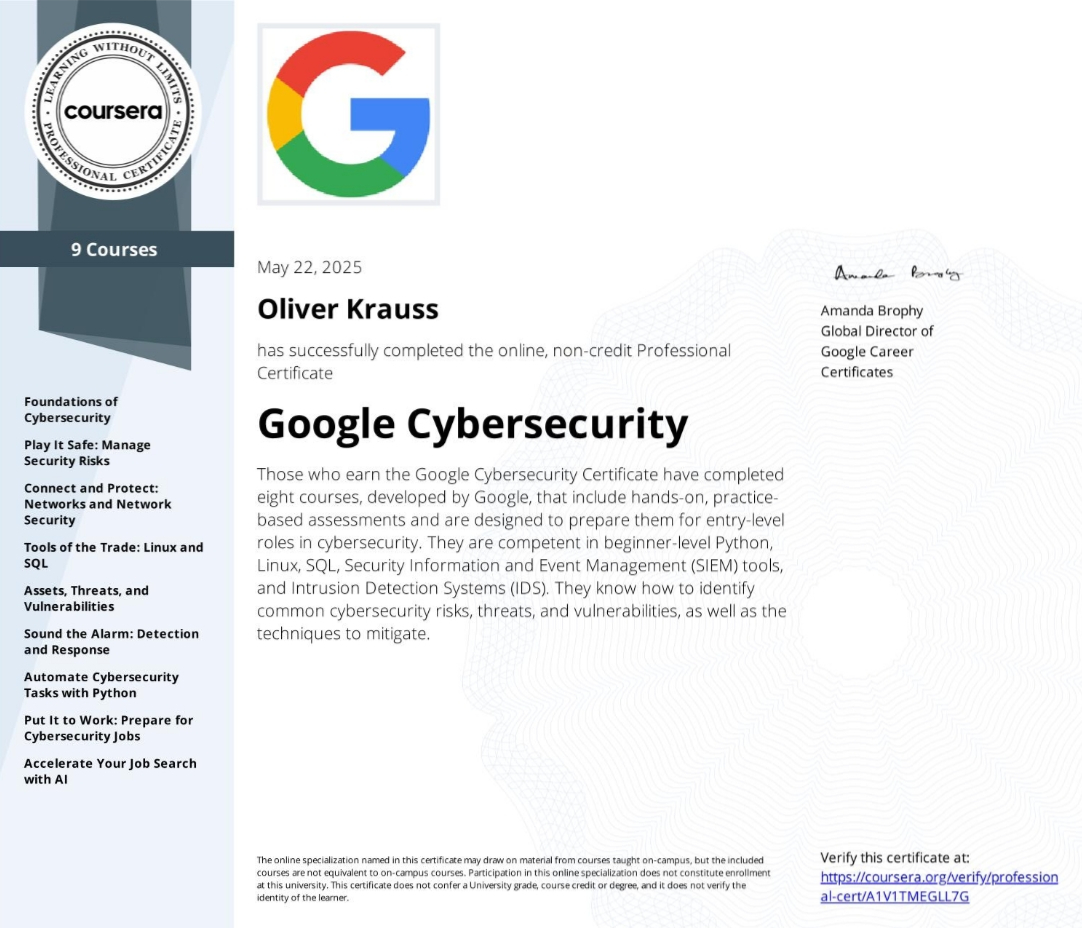 LEARNING WITHOUT LIMITS
coursera
PROFESSIONAL CERTIFICATE
9 Courses
Foundations of
Cybersecurity
Play It Safe: Manage
Security Risks
Connect and Protect:
Networks and Network
Security
Tools of the Trade: Linux and
SQL
Assets, Threats, and
Vulnerabilities
Sound the Alarm: Detection
and Response
Automate Cybersecurity
Tasks with Python
Put It to Work: Prepare for
Cybersecurity Jobs
Accelerate Your Job Search
with AI
G
May 22, 2025
Oliver Krauss
has successfully completed the online, non-credit Professional
Certificate
Google Cybersecurity
Those who earn the Google Cybersecurity Certificate have completed
eight courses, developed by Google, that include hands-on, practice-
based assessments and are designed to prepare them for entry-level
roles in cybersecurity. They are competent in beginner-level Python,
Linux, SQL, Security Information and Event Management (SIEM) tools,
and Intrusion Detection Systems (IDS). They know how to identify
common cybersecurity risks, threats, and vulnerabilities, as well as the
techniques to mitigate.
Amanda Brophy
Amanda Brophy
Global Director of
Google Career
Certificates
The online specialization named in this certificate may draw on material from courses taught on-campus, but the included
courses are not equivalent to on-campus courses. Participation in this online specialization does not constitute enrollment
at this university. This certificate does not confer a University grade, course credit or degree, and it does not verify the
identity of the learner.
Verify this certificate at:
https://coursera.org/verify/profession
al-cert/A1V1TMEGLL7G